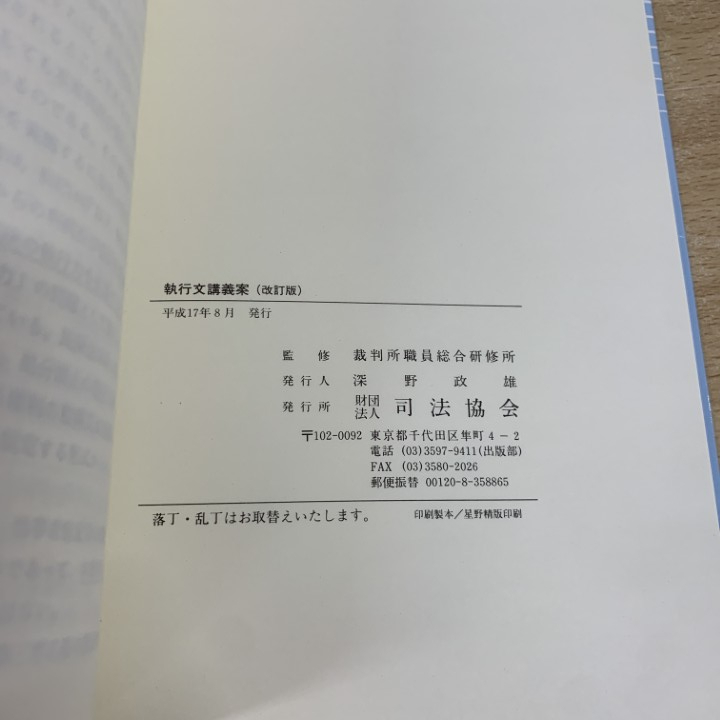 執行文講義案（改訂版）
平成17年8月　発行
監　修　裁判所職員総合研修所
発行人　深　野　政　雄
発行所　財団法人　司法協会
〒102-0092　東京都千代田区隼町4－2
電話　(03)3597-9411(出版部)
FAX　(03)3580-2026
郵便振替　00120-8-358865
落丁・乱丁はお取替えいたします。　印刷製本／星野精版印刷